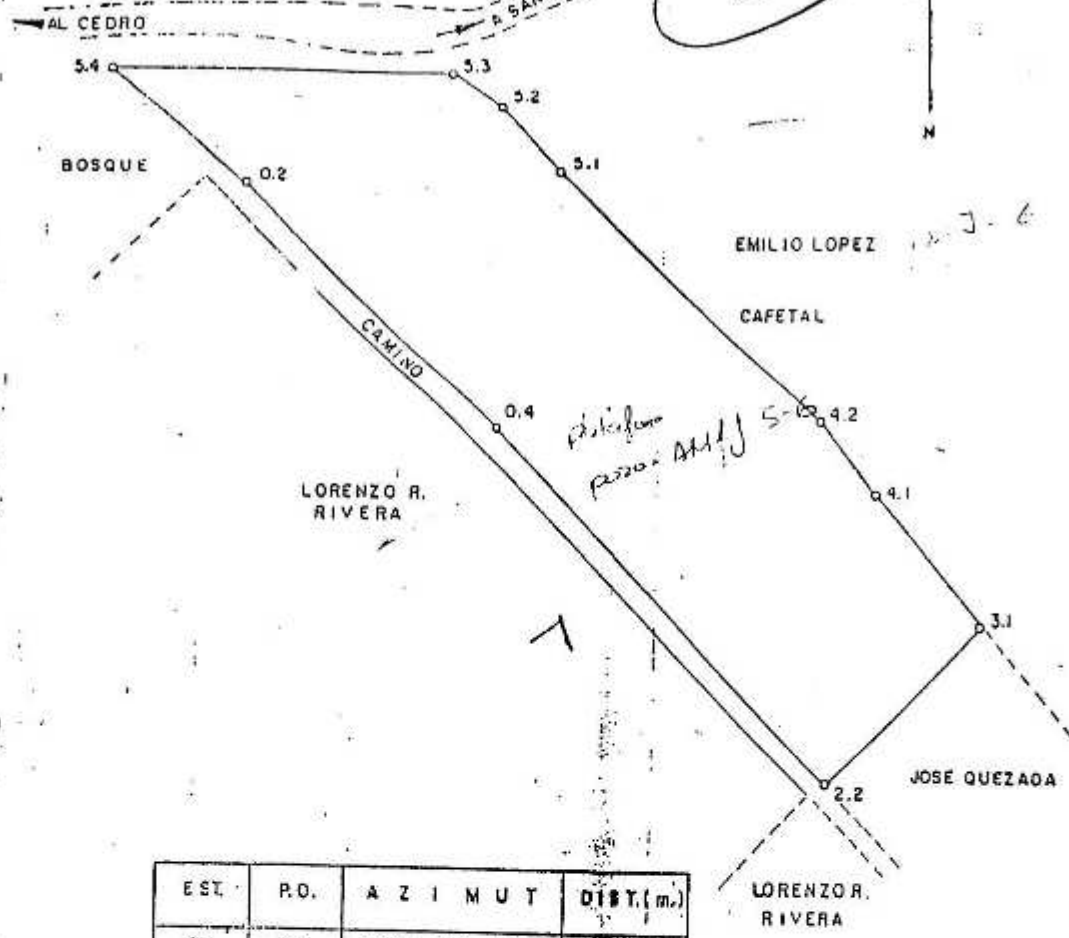 AL CEDRO
A SAN
5.4
5.3
5.2
N
BOSQUE
0.2
5.1
EMILIO LOPEZ
CAFETAL
CAMINO
0.4
4.2
4.1
LORENZO R.
RIVERA
3.1
JOSE QUEZADA
2.2
EST. P.O. AZIMUT DIST.(m.)
LORENZO R.
RIVERA